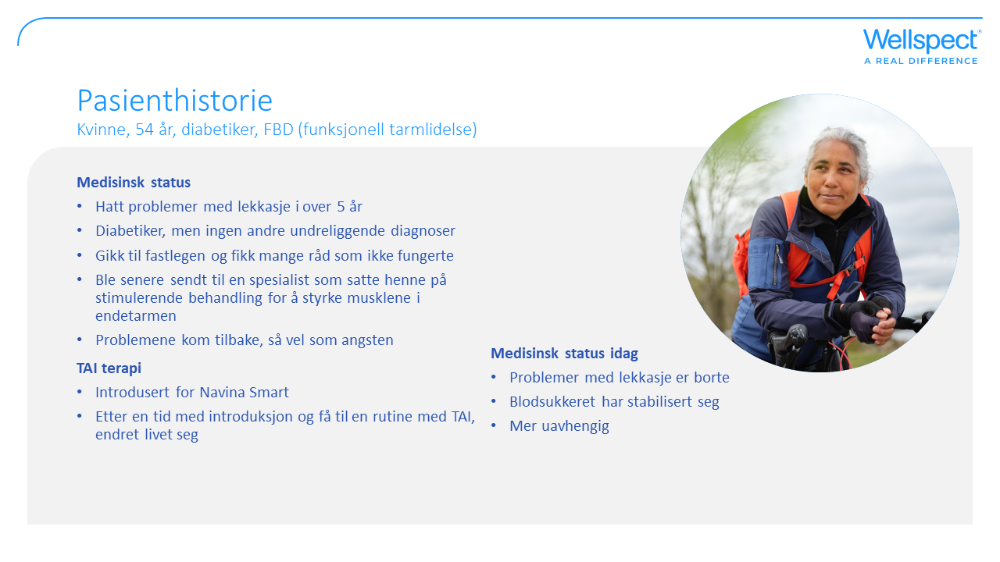 Wellspect®
A REAL DIFFERENCE
Pasienthistorie
Kvinne, 54 år, diabetiker, FBD (funksjonell tarmlidelse)
Medisinsk status
• Hatt problemer med lekkasje i over 5 år
• Diabetiker, men ingen andre undreliggende diagnoser
• Gikk til fastlegen og fikk mange råd som ikke fungerte
• Ble senere sendt til en spesialist som satte henne på
stimulerende behandling for å styrke musklene i
endetarmen
• Problemene kom tilbake, så vel som angsten
TAI terapi
• Introdusert for Navina Smart
• Etter en tid med introduksjon og få til en rutine med TAI,
endret livet seg
Medisinsk status idag
• Problemer med lekkasje er borte
• Blodsukkeret har stabilisert seg
• Mer uavhengig